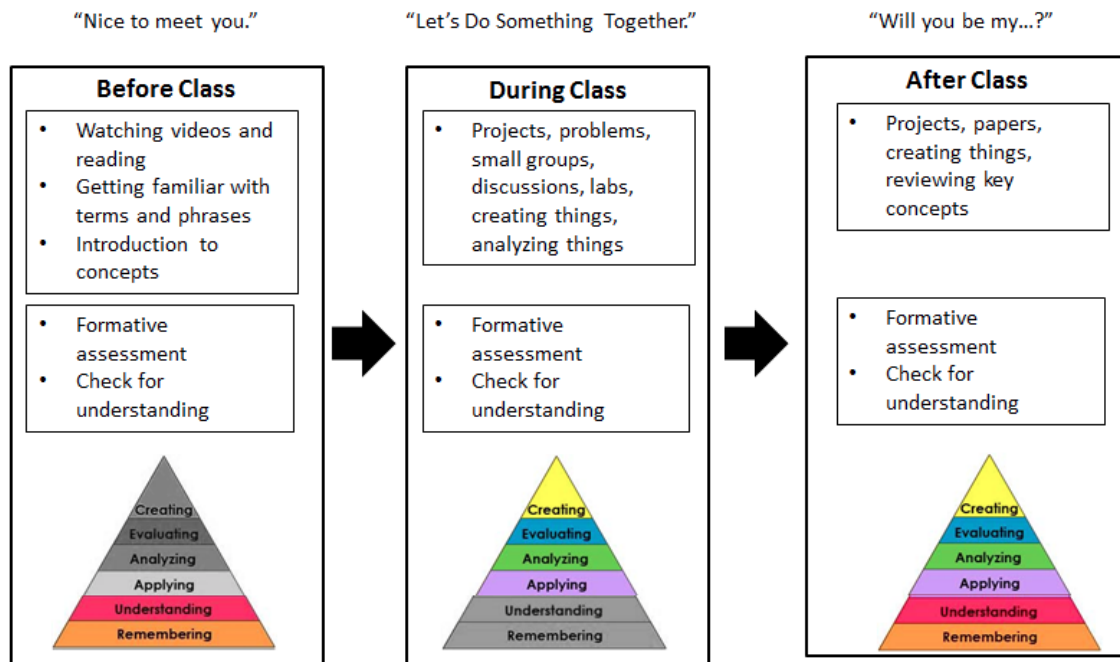 “Nice to meet you.”
Before Class
• Watching videos and
reading
• Getting familiar with
terms and phrases
• Introduction to
concepts
• Formative
assessment
• Check for
understanding
Creating
Evaluating
Analyzing
Applying
Understanding
Remembering
“Let’s Do Something Together.”
During Class
• Projects, problems,
small groups,
discussions, labs,
creating things,
analyzing things
• Formative
assessment
• Check for
understanding
Creating
Evaluating
Analyzing
Applying
Understanding
Remembering
“Will you be my...?”
After Class
• Projects, papers,
creating things,
reviewing key
concepts
• Formative
assessment
• Check for
understanding
Creating
Evaluating
Analyzing
Applying
Understanding
Remembering